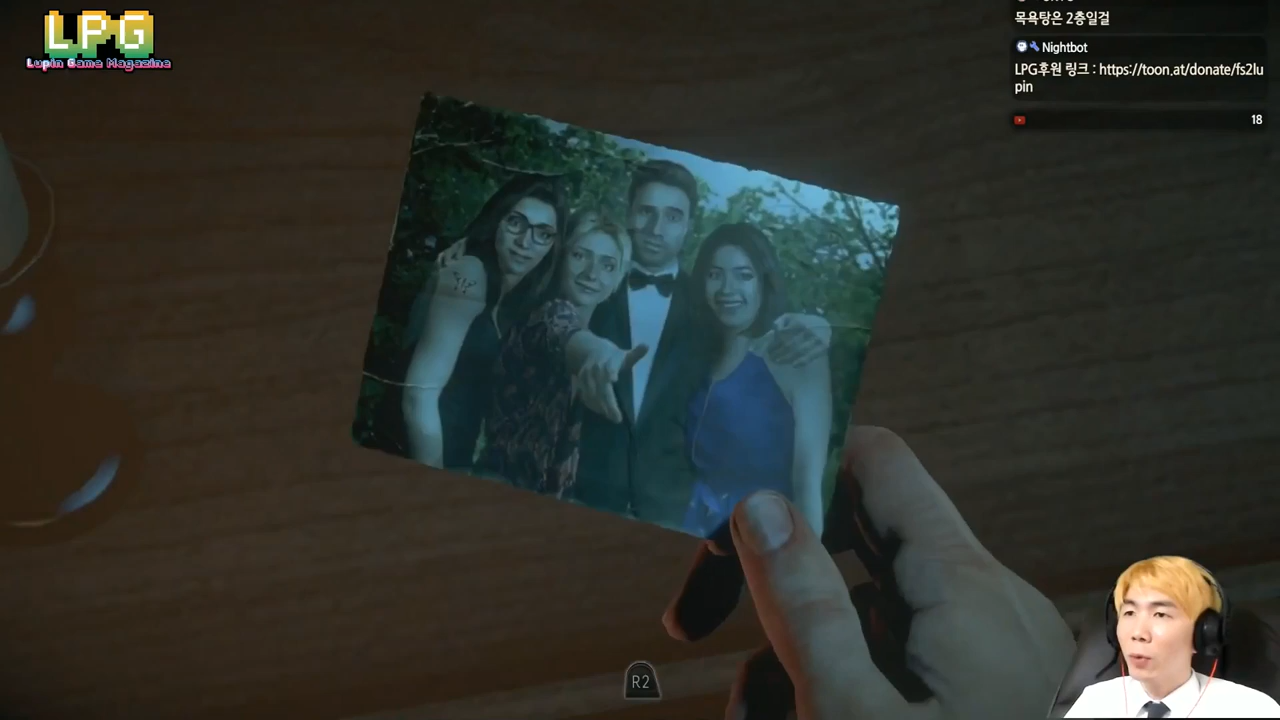 LPG
Lupin Game Magazine
목욕탕은 2층일걸
Nightbot
LPG후원 링크 : https://toon.at/donate/fs2lu
pin
18
R2